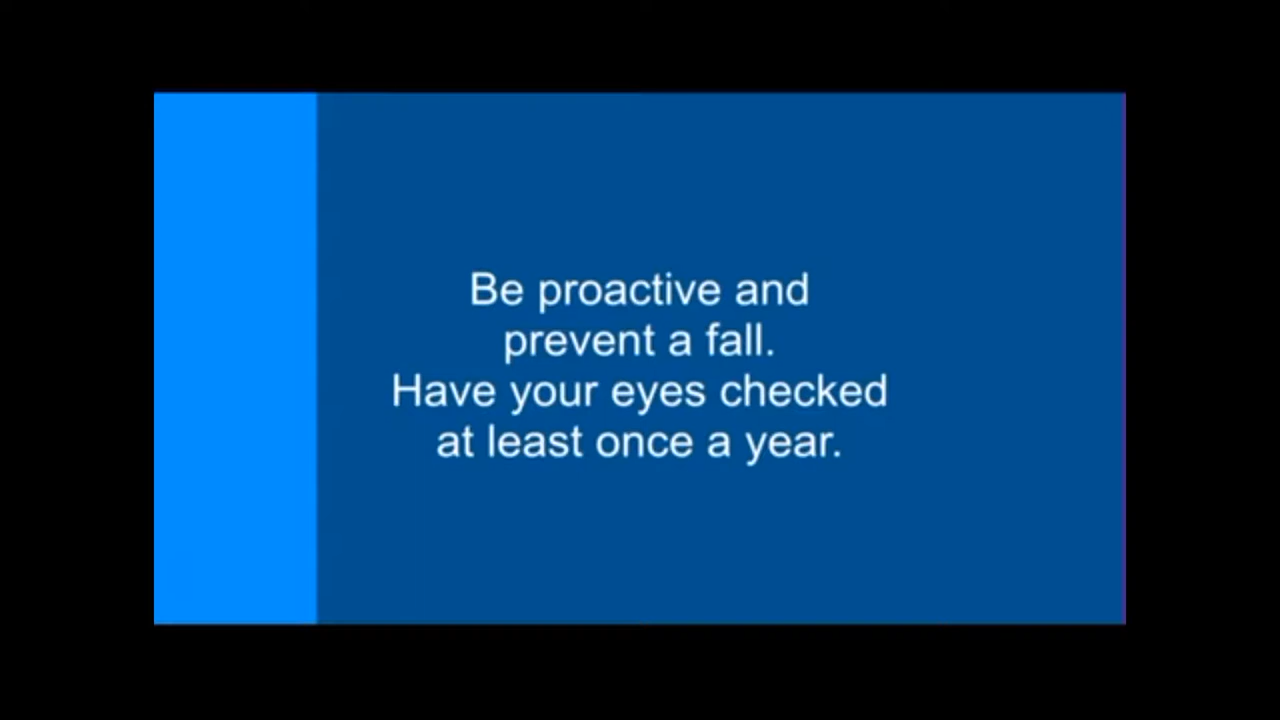 Be proactive and
prevent a fall.
Have your eyes checked
at least once a year.